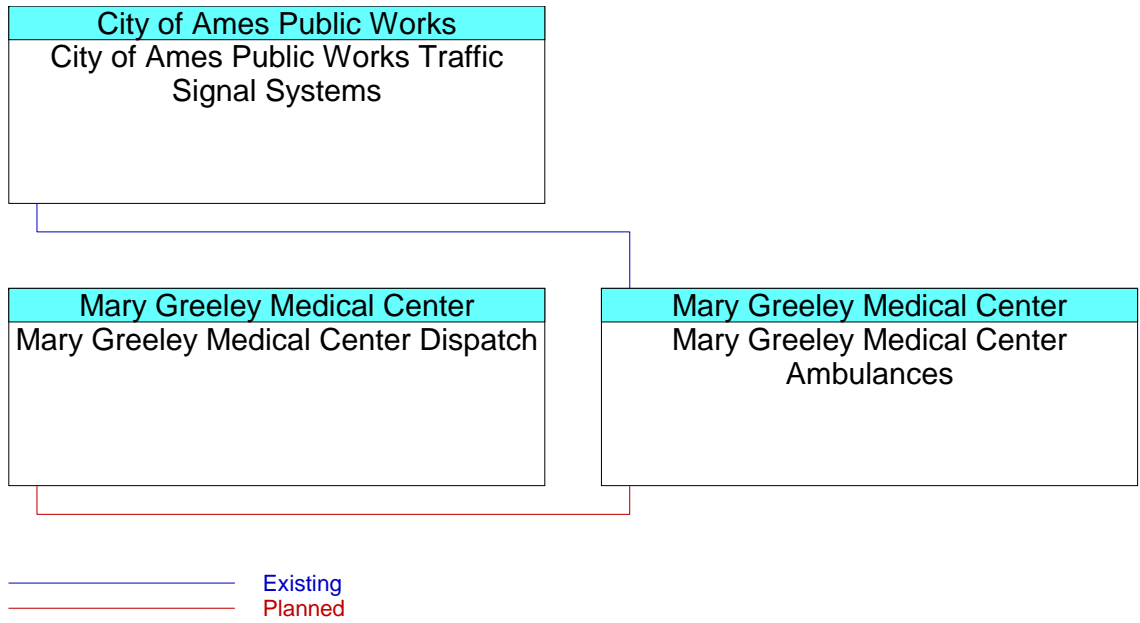 City of Ames Public Works
City of Ames Public Works Traffic
Signal Systems
Mary Greeley Medical Center
Mary Greeley Medical Center Dispatch
Mary Greeley Medical Center
Mary Greeley Medical Center
Ambulances
Existing
Planned